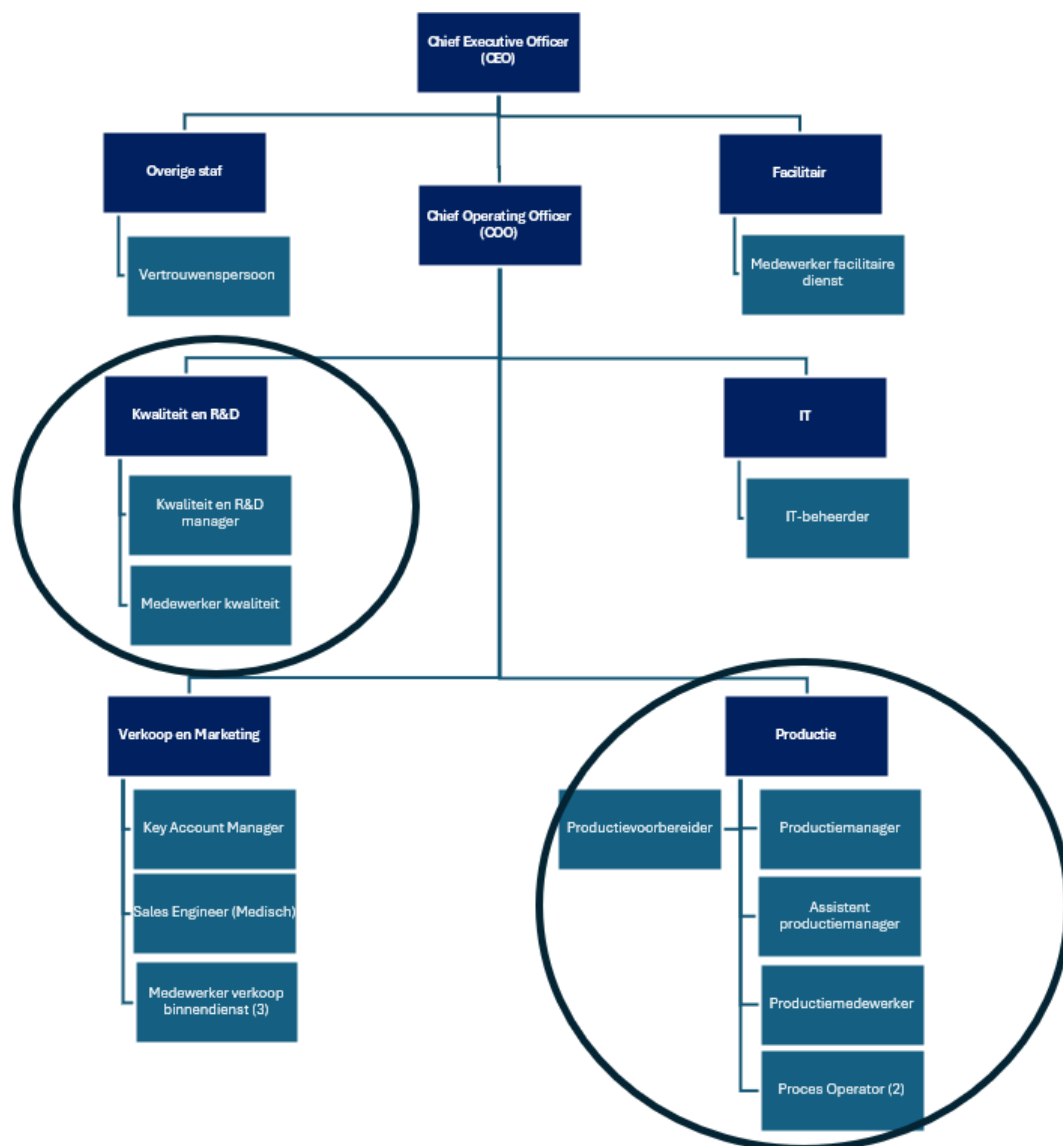 Chief Executive Officer
(CEO)
Overige staf
Facilitair
Chief Operating Officer
(COO)
Vertrouwenspersoon
Medewerker facilitaire
dienst
Kwaliteit en R&D
IT
Kwaliteit en R&D
manager
IT-beheerder
Medewerker kwaliteit
Verkoop en Marketing
Productie
Key Account Manager
Productievoorbereider
Productiemanager
Sales Engineer (Medisch)
Assistent
productiemanager
Medewerker verkoop
binnendienst (3)
Productiemedewerker
Proces Operator (2)